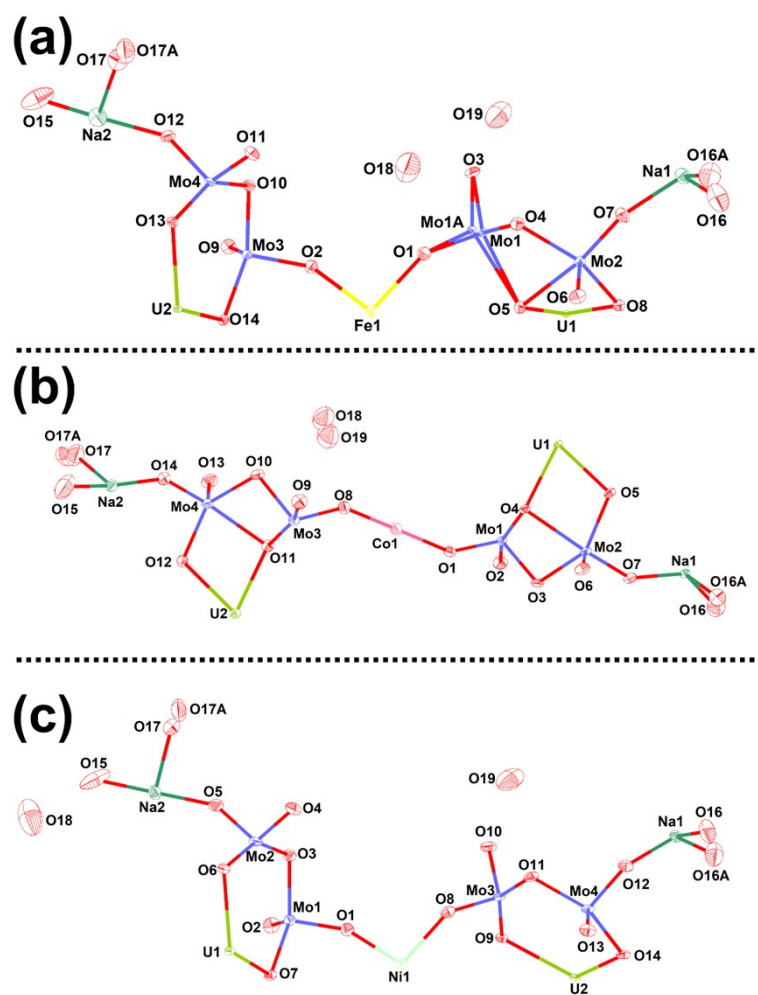 (a)
O17 O17A
O15 Na2 O12 O11
O19
O18 O3 Na1 O16A
Mo4 O10 O16
O13 O7
Mo1A O4
O9 Mo3 O2 O1 Mo1 Mo2
U2 O14 O6
Fe1 O5 U1 O8
(b)
O18
O19
U1
O17A O17
O15 Na2 O14 O13 O10
O9 O8 O4 O5
Mo4 Mo3 Co1 Mo1 Mo2 Na1
O12 O11 O1 O2 O6 O7 O16A
U2 O3 O16
(c)
O17A
O17
O15 O19
Na2 O5 O4 O10 Na1 O16
O18
Mo2 O3 O11 O16A
O6 Mo3 Mo4 O12
Mo1 O1 O8
O2 O9 O13 O14
U1 O7 Ni1 U2